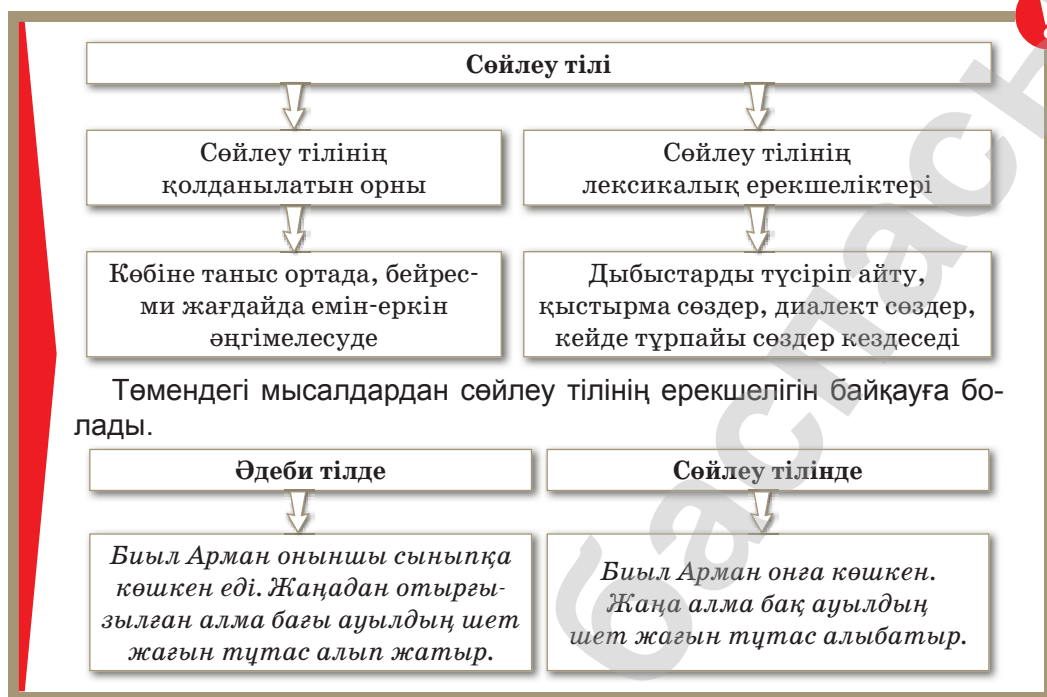 Сөйлеу тілі
Сөйлеу тілінің
қолданылатын орны
Сөйлеу тілінің
лексикалық ерекшеліктері
Көбіне таныс ортада, бейрес-
ми жағдайда емін-еркін
әңгімелесуде
Дыбыстарды түсіріп айту,
қыстырма сөздер, диалект сөздер,
кейде тұрпайы сөздер кездеседі
Төмендегі мысалдардан сөйлеу тілінің ерекшелігін байқауға бо-
лады.
Әдеби тілде
Сөйлеу тілінде
Биыл Арман оныншы сыныпқа
көшкен еді. Жаңадан отырғы-
зылған алма бағы ауылдың шет
жағын тұтас алып жатыр.
Биыл Арман онға көшкен.
Жаңа алма бақ ауылдың
шет жағын тұтас алыбатыр.